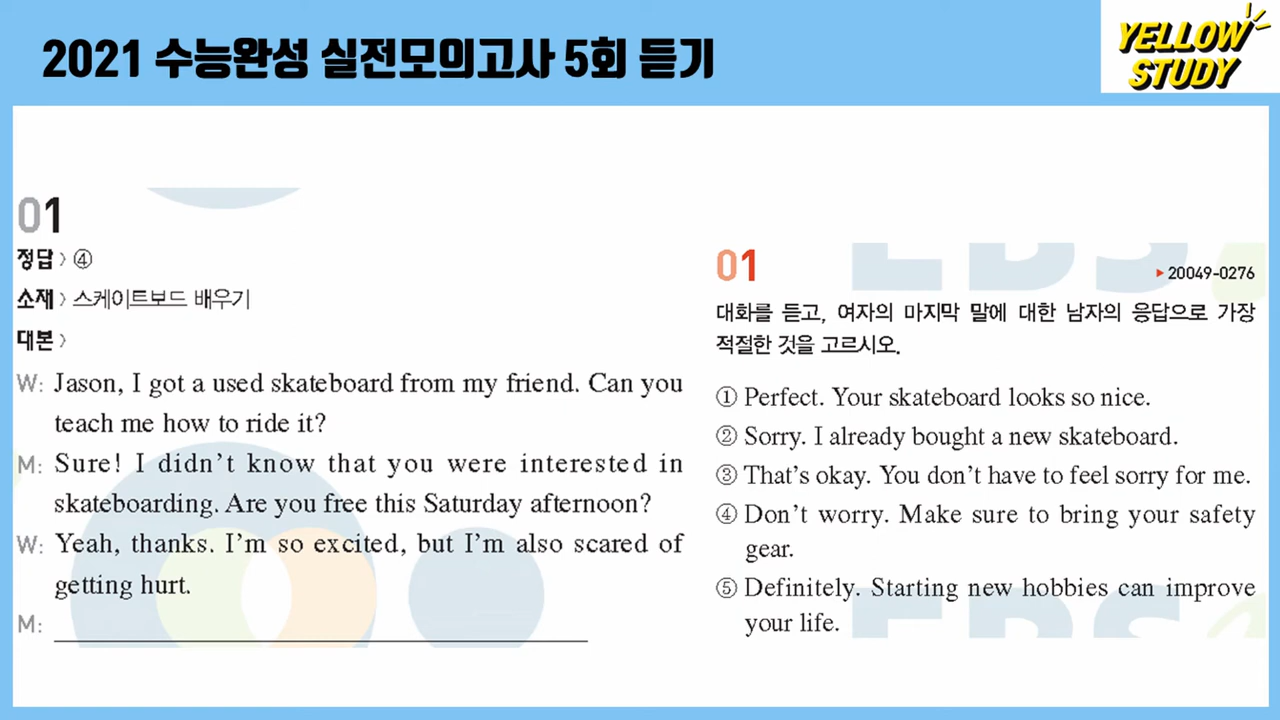 2021 수능완성 실전모의고사 5회 듣기
YELLOW
STUDY
01
정답 > ④
소재 > 스케이트보드 배우기
대본 >
W: Jason, I got a used skateboard from my friend. Can you
teach me how to ride it?
M: Sure! I didn't know that you were interested in
skateboarding. Are you free this Saturday afternoon?
W: Yeah, thanks. I'm so excited, but I'm also scared of
getting hurt.
M: 
01
▶ 20049-0276
대화를 듣고, 여자의 마지막 말에 대한 남자의 응답으로 가장
적절한 것을 고르시오.
① Perfect. Your skateboard looks so nice.
② Sorry. I already bought a new skateboard.
③ That's okay. You don't have to feel sorry for me.
④ Don't worry. Make sure to bring your safety
gear.
⑤ Definitely. Starting new hobbies can improve
your life.
EBS
EBS